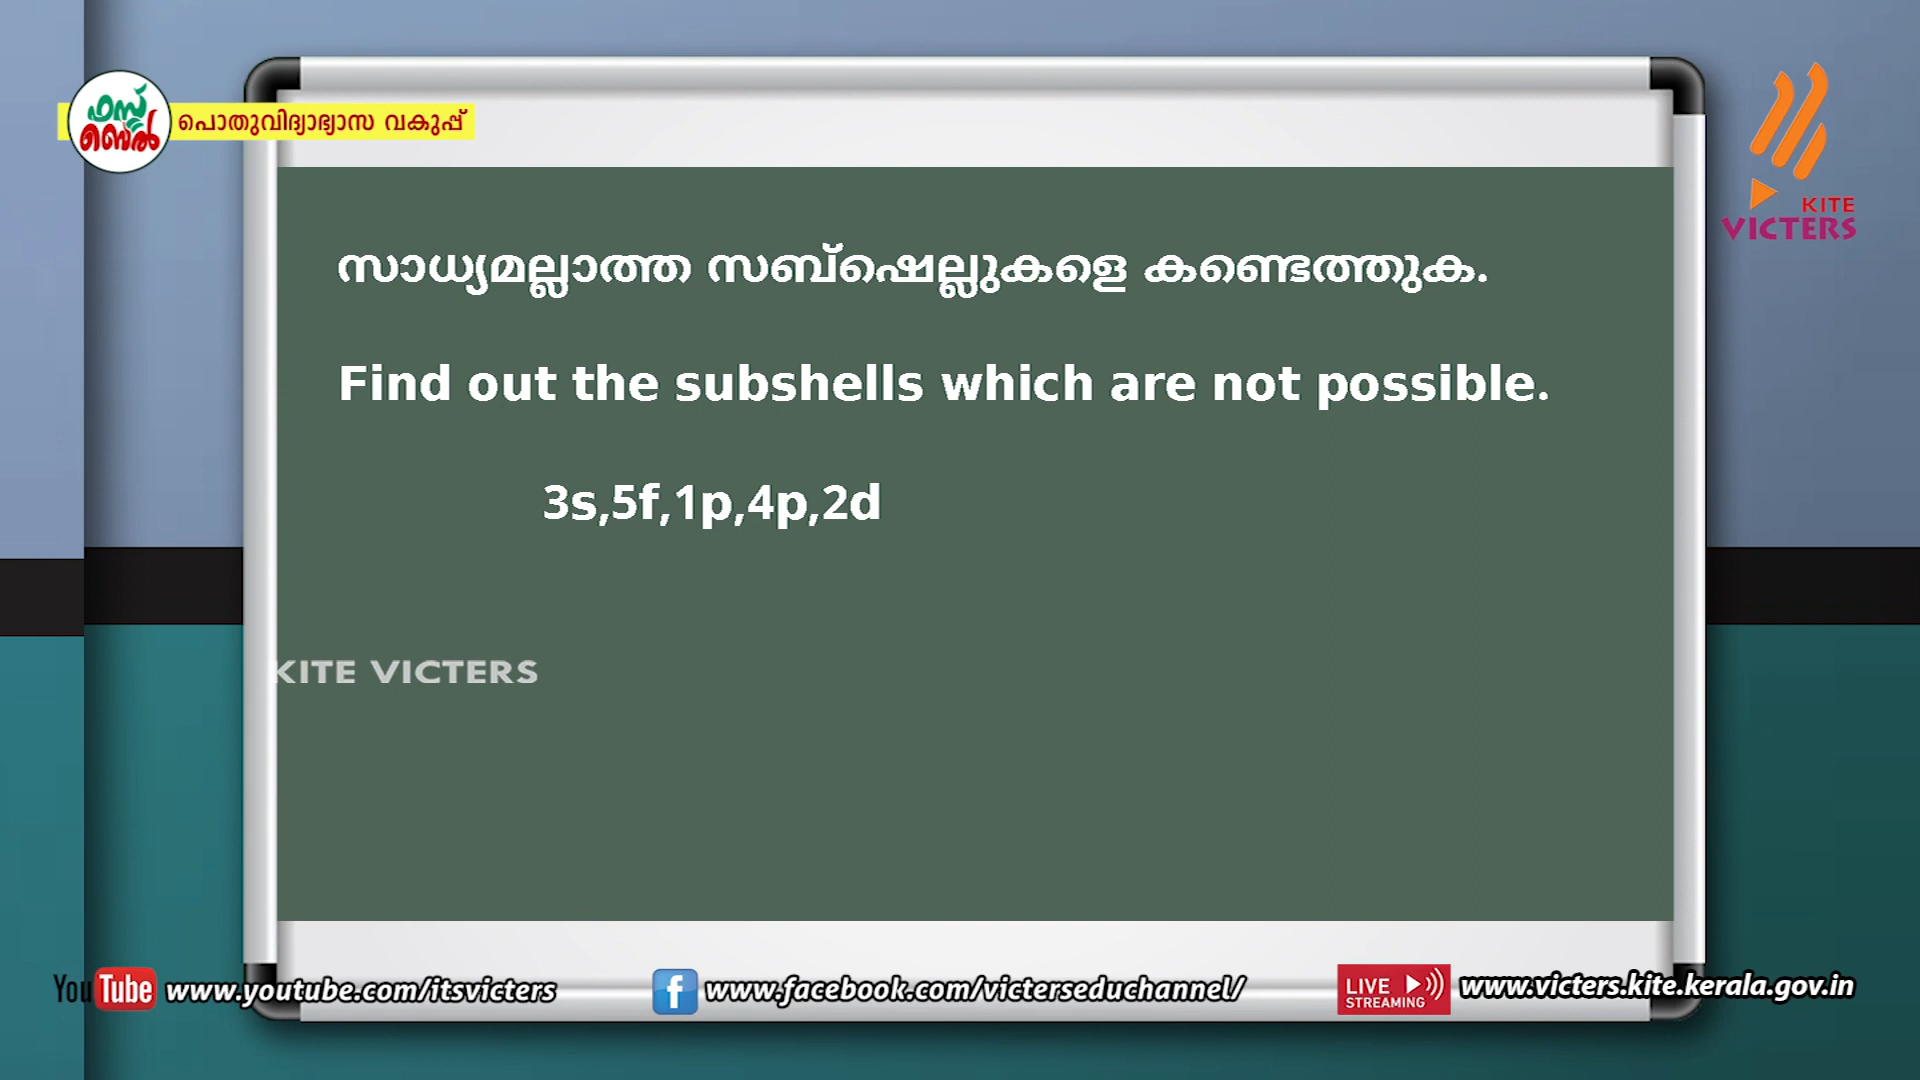 ഫസ്റ്റ്
ബെൽ
പൊതുവിദ്യാഭ്യാസ വകുപ്പ്
KITE
VICTERS
സാധ്യമല്ലാത്ത സബ്ഷെല്ലുകളെ കണ്ടെത്തുക.
Find out the subshells which are not possible.
3s,5f,1p,4p,2d
KITE VICTERS
YouTube www.youtube.com/itsvicters
f www.facebook.com/victerseduchannel/
LIVE STREAMING www.victers.kite.kerala.gov.in